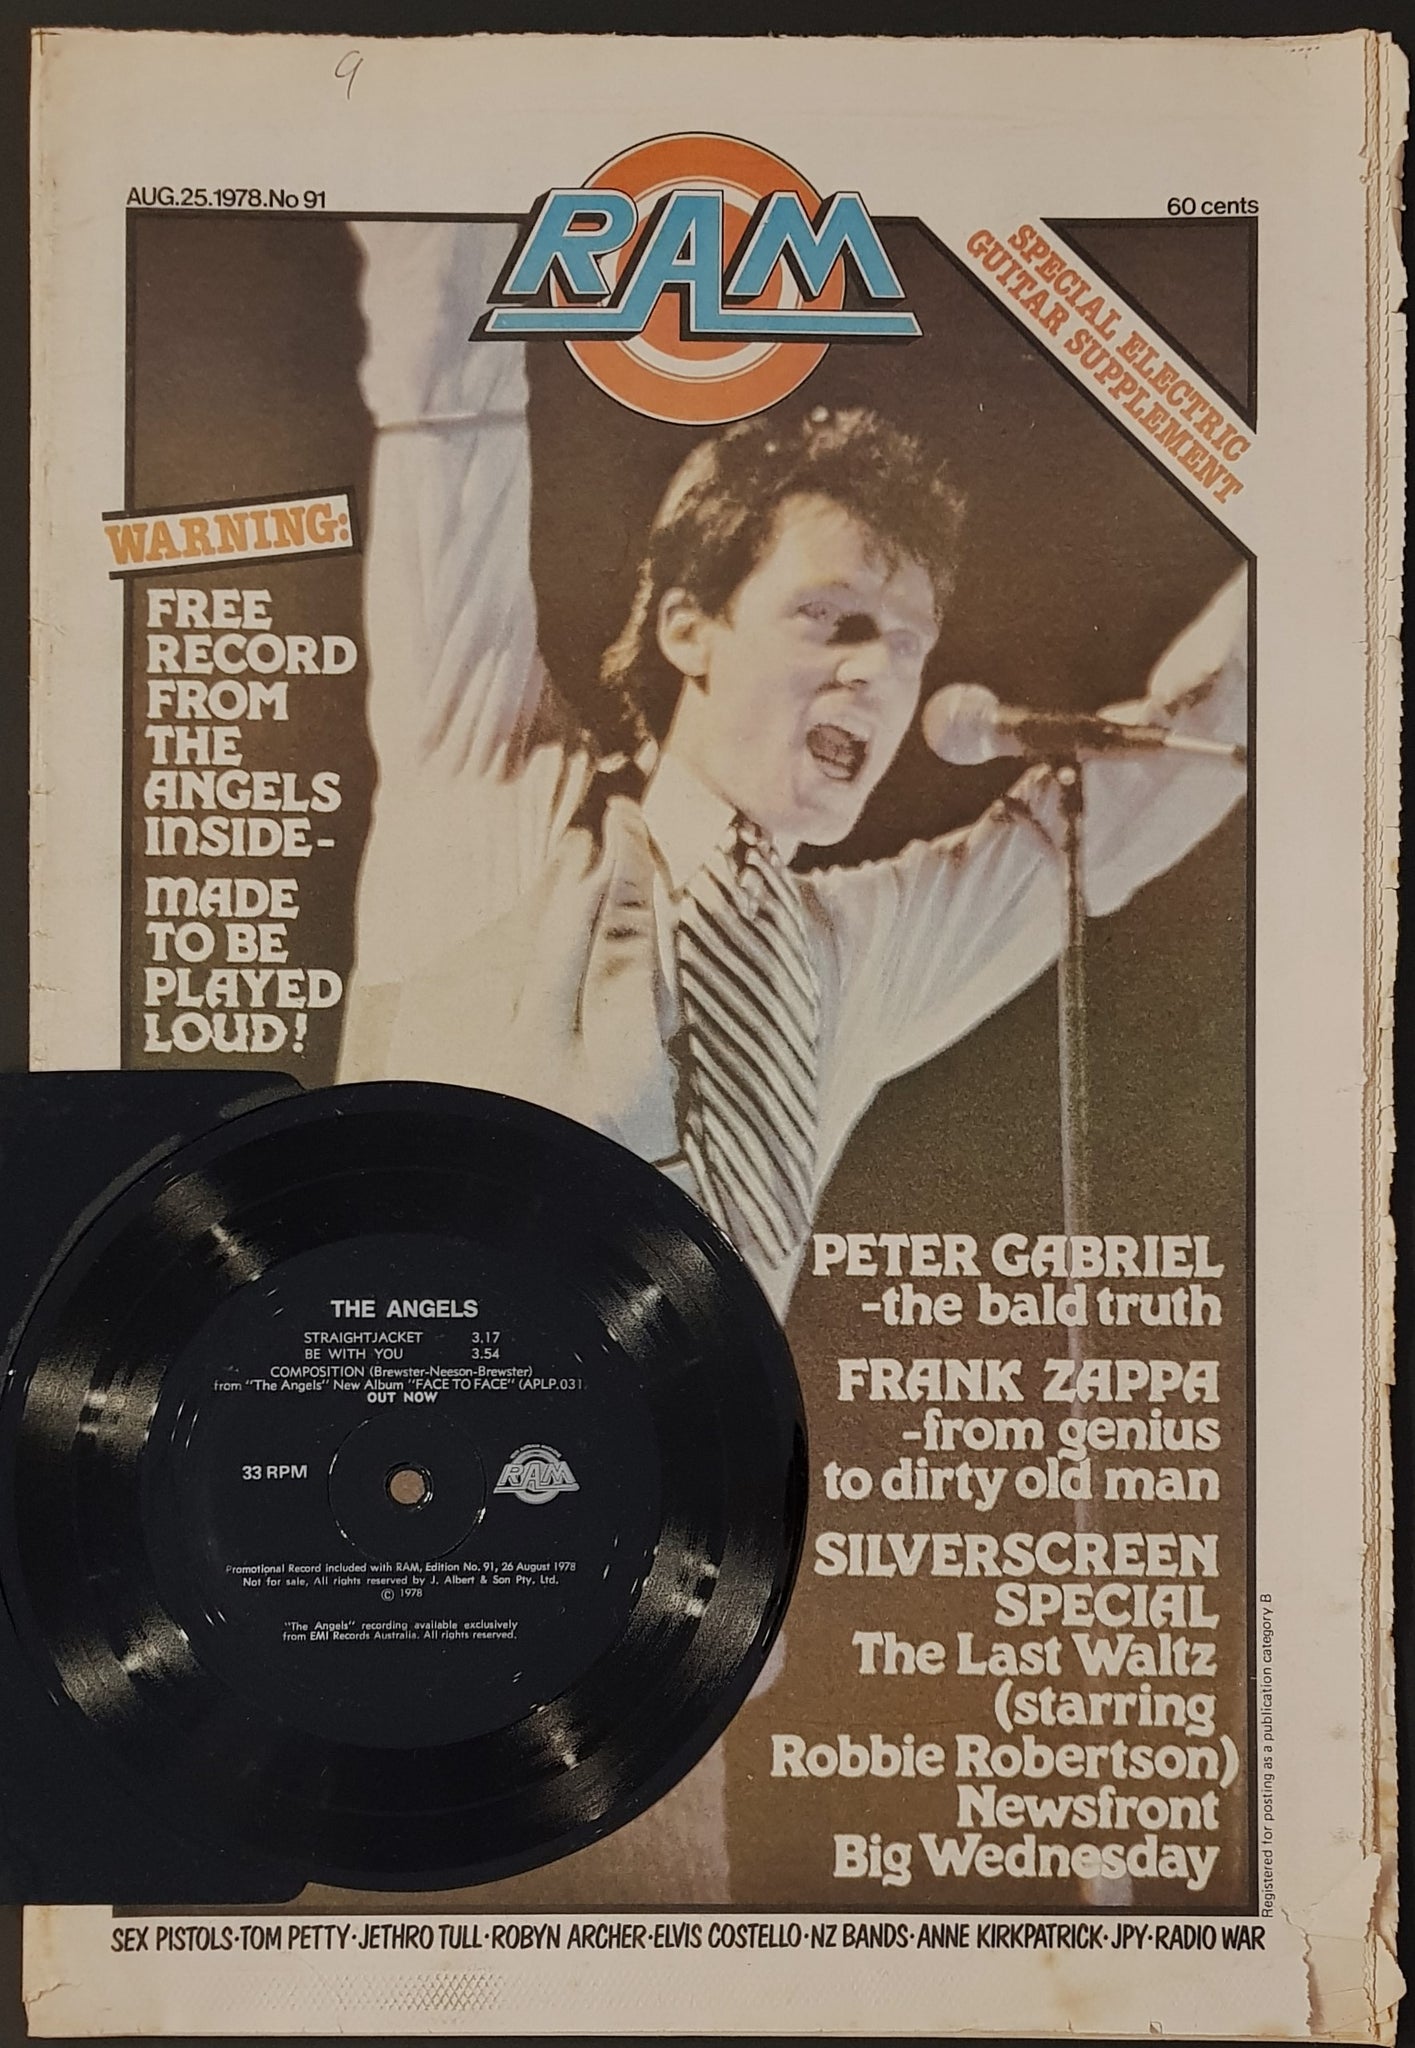 9
AUG.25.1978.No 91
RAM
60 cents
SPECIAL ELECTRIC
GUITAR SUPPLEMENT
WARNING:
FREE
RECORD
FROM
THE
ANGELS
INSIDE-
MADE
TO BE
PLAYED
LOUD!
PETER GABRIEL
-the bald truth
FRANK ZAPPA
-from genius
to dirty old man
SILVERSCREEN
SPECIAL
The Last Waltz
(starring
Robbie Robertson)
Newsfront
Big Wednesday
Registered for posting as a publication category B
THE ANGELS
STRAIGHTJACKET 3.17
BE WITH YOU 3.54
COMPOSITION (Brewster-Neeson-Brewster)
from "The Angels" New Album "FACE TO FACE" (APLP.031
OUT NOW
33 RPM
RAM
Promotional Record included with RAM, Edition No. 91, 26 August 1978
Not for sale, All rights reserved by J. Albert & Son Pty. Ltd.
© 1978
"The Angels" recording available exclusively
from EMI Records Australia. All rights reserved.
SEX PISTOLS·TOM PETTY·JETHRO TULL·ROBYN ARCHER·ELVIS COSTELLO·NZ BANDS·ANNE KIRKPATRICK·JPY·RADIO WAR